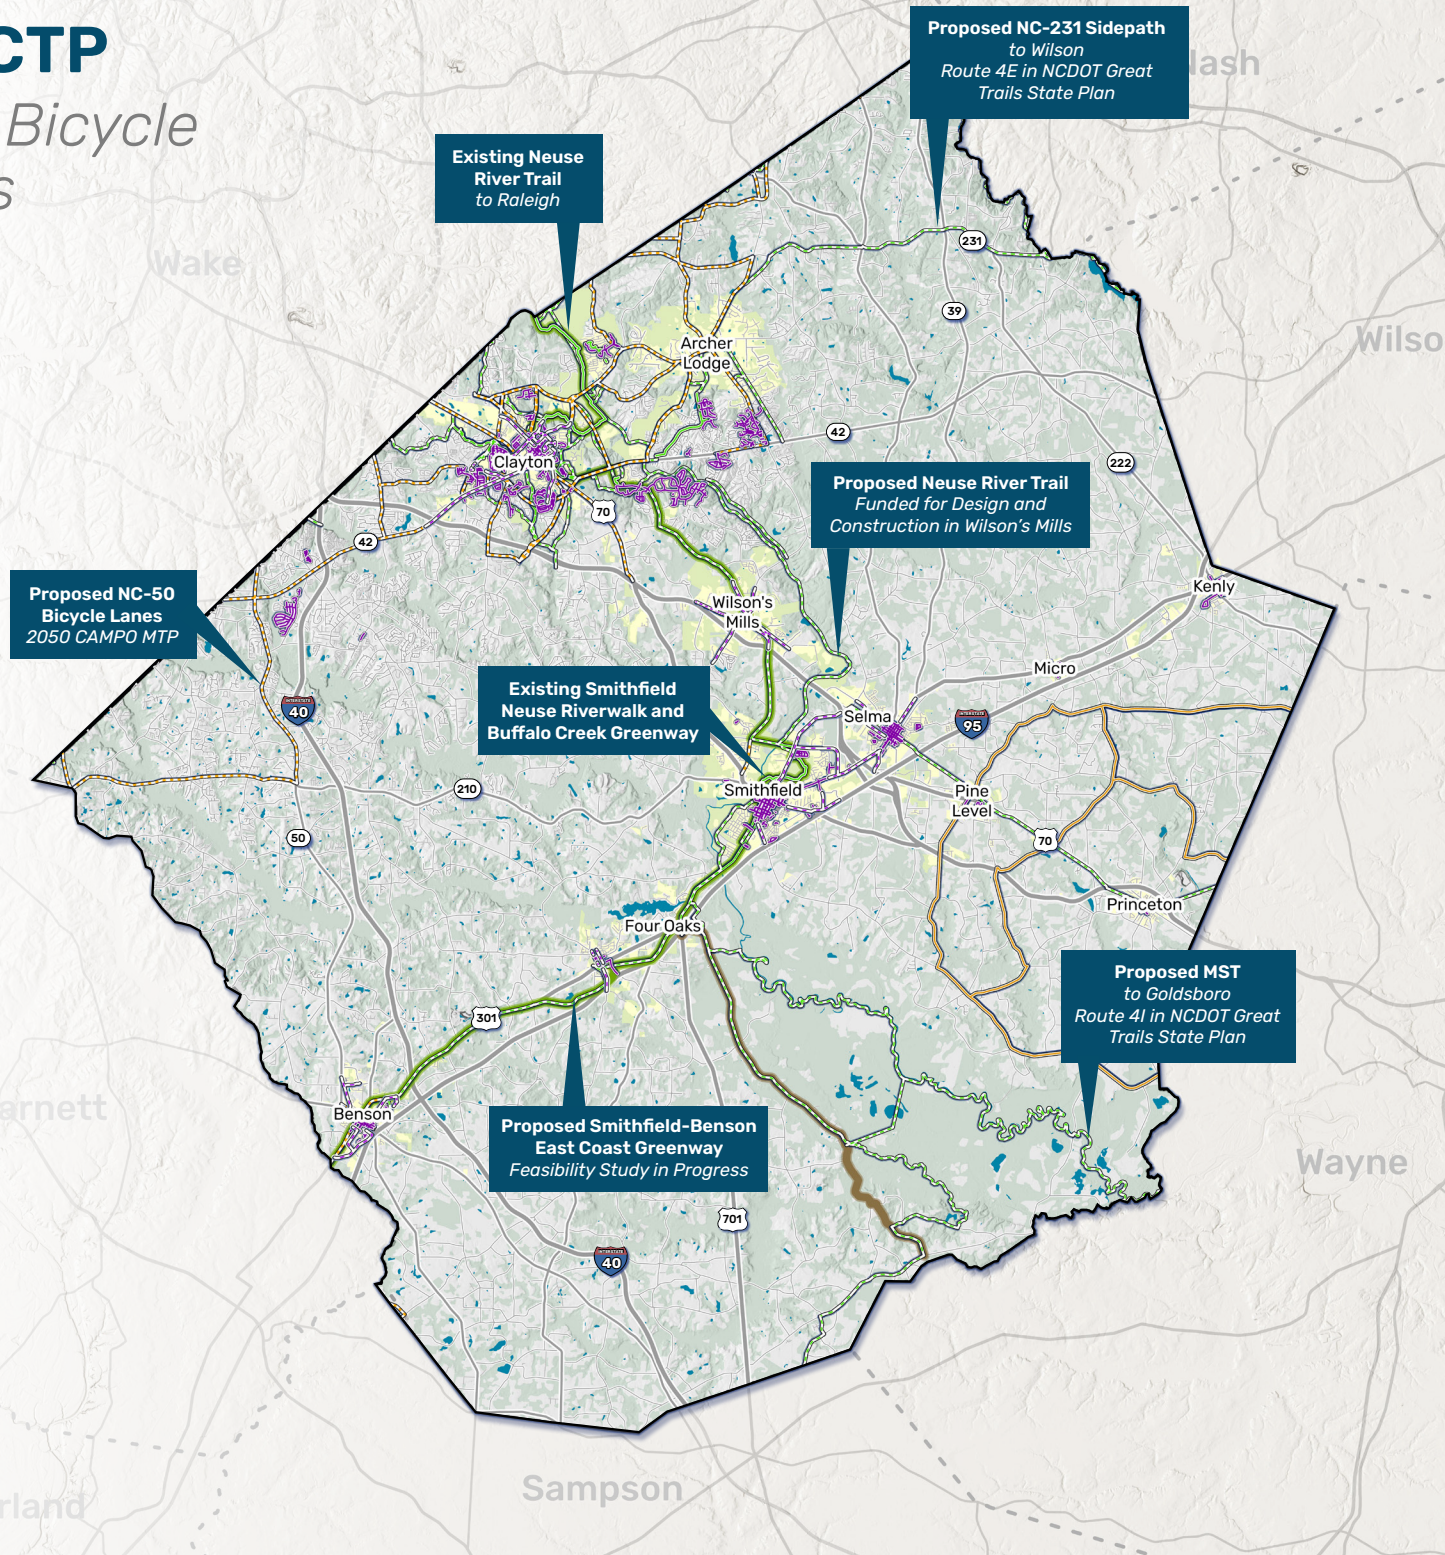 CTP
Bicycle
s
Proposed NC-231 Sidepath
to Wilson
Route 4E in NCDOT Great
Trails State Plan
Nash
Existing Neuse
River Trail
to Raleigh
Wake
231
39
Wilso
Archer
Lodge
42
Clayton
222
Proposed Neuse River Trail
Funded for Design and
Construction in Wilson's Mills
70
42
Proposed NC-50
Bicycle Lanes
2050 CAMPO MTP
Kenly
Wilson's
Mills
Micro
Existing Smithfield
Neuse Riverwalk and
Buffalo Creek Greenway
INTERSTATE
40
Selma
INTERSTATE
95
210
Smithfield
Pine
Level
50
70
Princeton
Four Oaks
Proposed MST
to Goldsboro
Route 4I in NCDOT Great
Trails State Plan
301
arnett
Benson
Proposed Smithfield-Benson
East Coast Greenway
Feasibility Study in Progress
Wayne
701
INTERSTATE
40
Sampson
rland